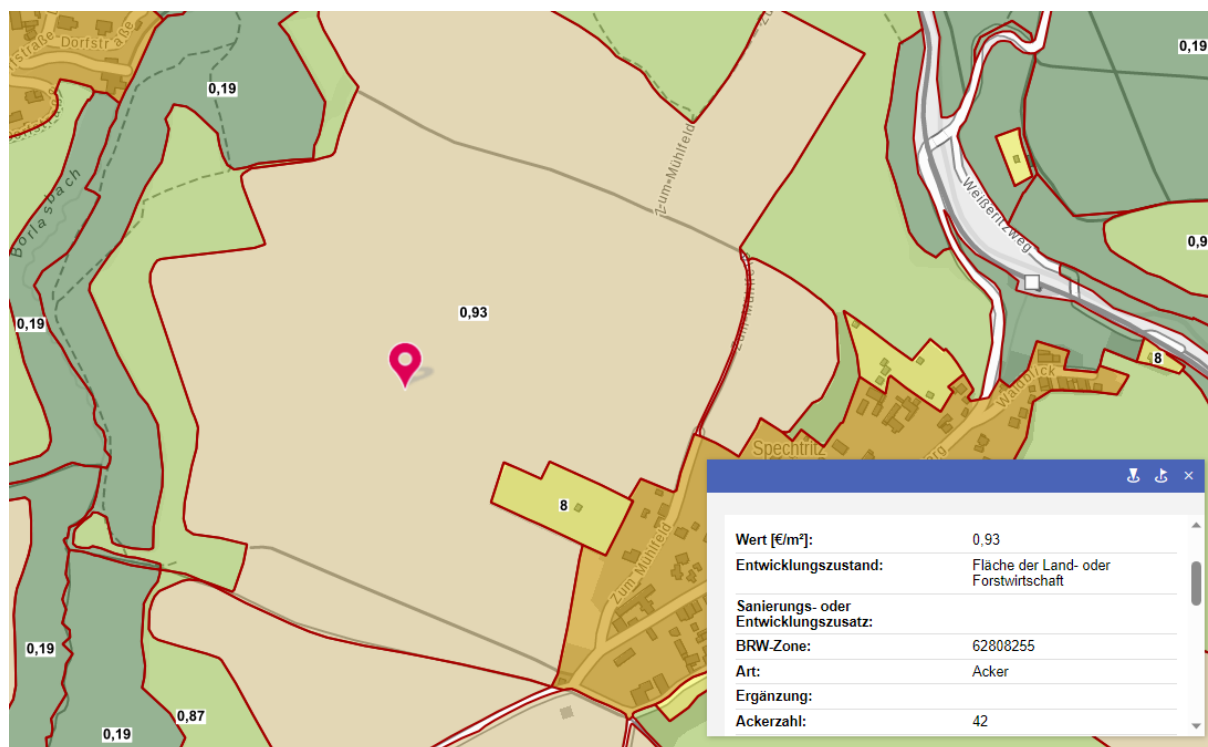 Dorfstraße
0,19
0,19
Zum-Mühlfeld
Borlasbach
Weißeritzweg
0,93
0,19
8
Waldblick
Spechtritz
8
Zum Mühlfeld
Wert [€/m²]: 0,93
Entwicklungszustand: Fläche der Land- oder
Forstwirtschaft
Sanierungs- oder
Entwicklungszusatz:
BRW-Zone: 62808255
Art: Acker
Ergänzung:
Ackerzahl: 42
0,19
0,87
0,19